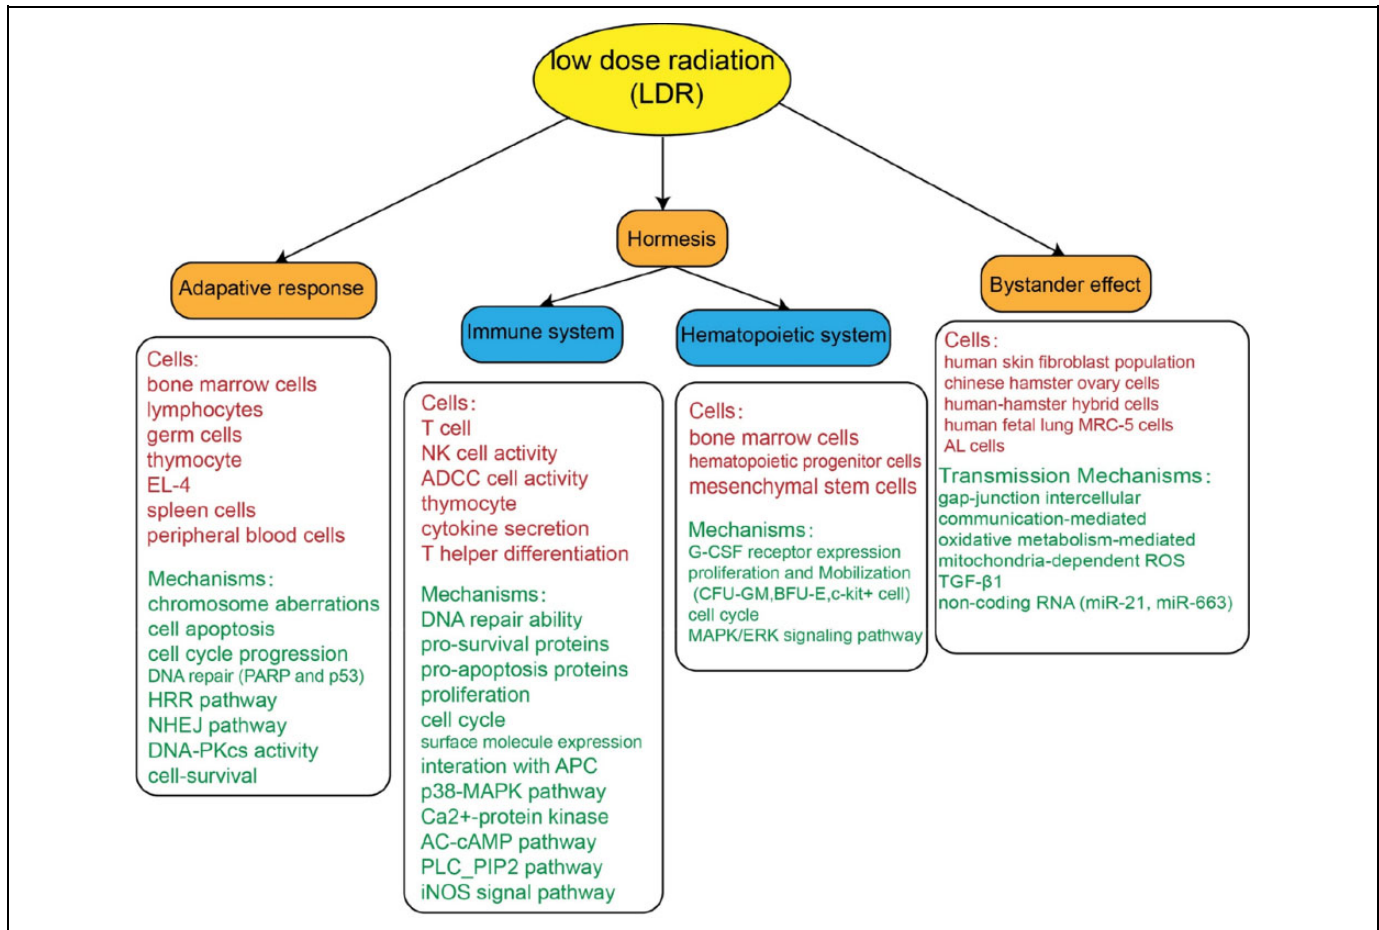 low dose radiation
(LDR)
Hormesis
Adapative response
Bystander effect
Immune system
Hematopoietic system
Cells:
bone marrow cells
lymphocytes
germ cells
thymocyte
EL-4
spleen cells
peripheral blood cells
Mechanisms:
chromosome aberrations
cell apoptosis
cell cycle progression
DNA repair (PARP and p53)
HRR pathway
NHEJ pathway
DNA-PKcs activity
cell-survival
Cells:
T cell
NK cell activity
ADCC cell activity
thymocyte
cytokine secretion
T helper differentiation
Mechanisms:
DNA repair ability
pro-survival proteins
pro-apoptosis proteins
proliferation
cell cycle
surface molecule expression
interation with APC
p38-MAPK pathway
Ca2+-protein kinase
AC-cAMP pathway
PLC_PIP2 pathway
iNOS signal pathway
Cells:
bone marrow cells
hematopoietic progenitor cells
mesenchymal stem cells
Mechanisms:
G-CSF receptor expression
proliferation and Mobilization
(CFU-GM,BFU-E,c-kit+ cell)
cell cycle
MAPK/ERK signaling pathway
Cells:
human skin fibroblast population
chinese hamster ovary cells
human-hamster hybrid cells
human fetal lung MRC-5 cells
AL cells
Transmission Mechanisms:
gap-junction intercellular
communication-mediated
oxidative metabolism-mediated
mitochondria-dependent ROS
TGF-β1
non-coding RNA (miR-21, miR-663)